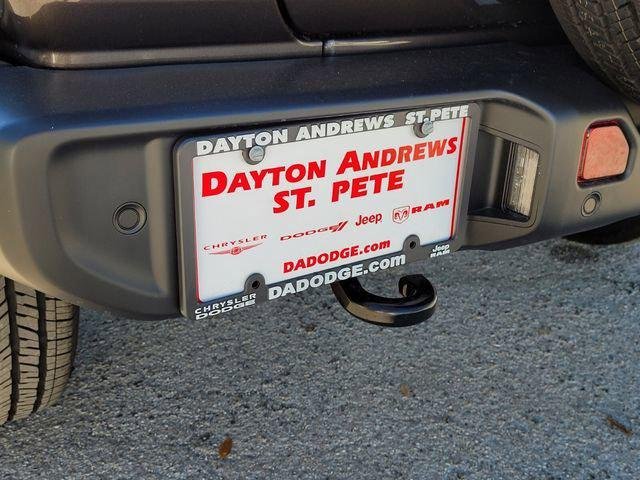 DAYTON ANDREWS ST. PETE
DAYTON ANDREWS
ST. PETE
CHRYSLER DODGE Jeep RAM
DADODGE.COM
CHRYSLER
DODGE
DADODGE.COM
Jeep
RAM